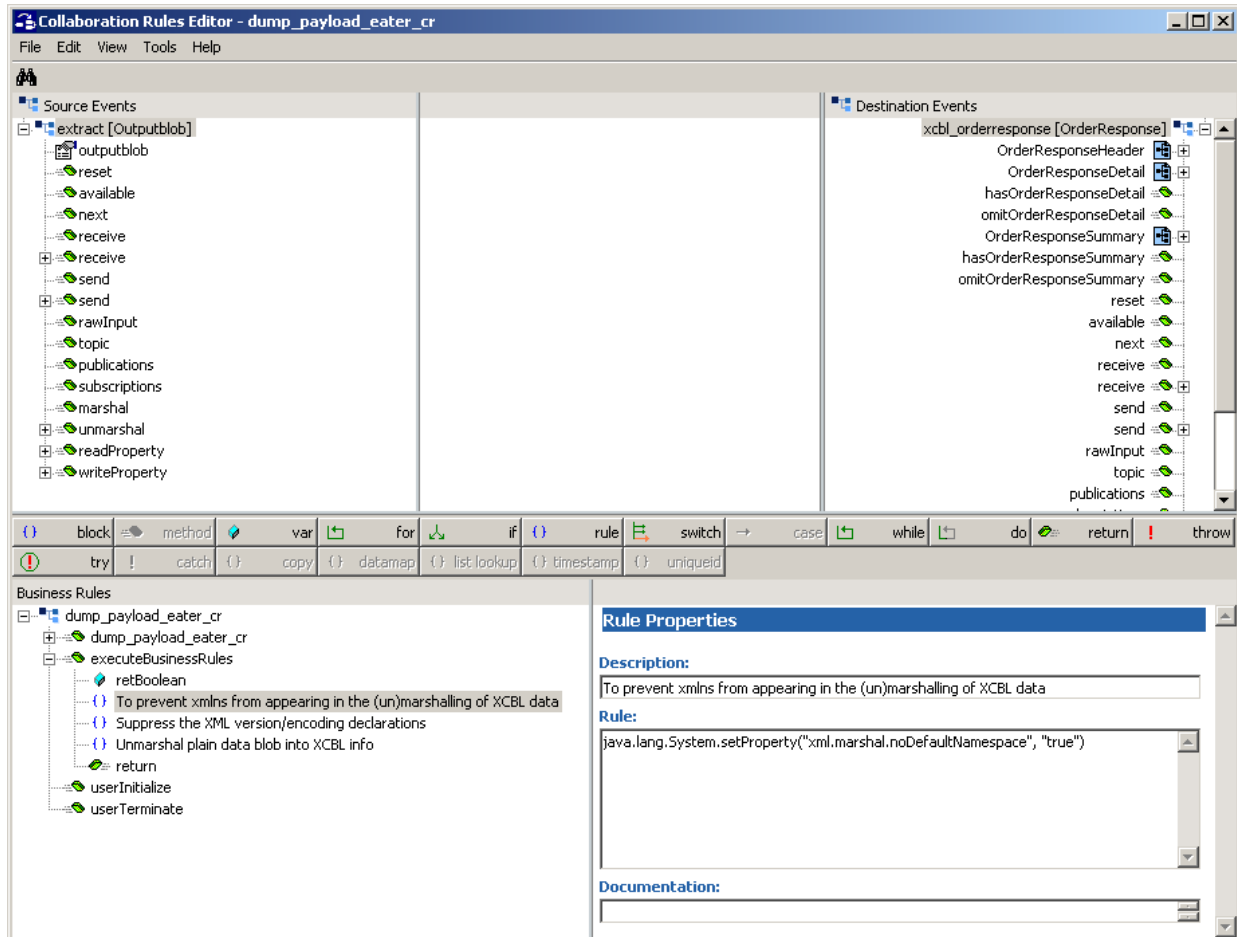 Collaboration Rules Editor - dump_payload_eater_cr
File Edit View Tools Help
Source Events
extract [Outputblob]
outputblob
reset
available
next
receive
receive
send
send
rawInput
topic
publications
subscriptions
marshal
unmarshal
readProperty
writeProperty
Destination Events
xcbl_orderresponse [OrderResponse]
OrderResponseHeader
OrderResponseDetail
hasOrderResponseDetail
omitOrderResponseDetail
OrderResponseSummary
hasOrderResponseSummary
omitOrderResponseSummary
reset
available
next
receive
receive
send
send
rawInput
topic
publications
block method var for if rule switch case while do return throw
try catch copy datamap list lookup timestamp uniqueid
Business Rules
dump_payload_eater_cr
dump_payload_eater_cr
executeBusinessRules
retBoolean
To prevent xmlns from appearing in the (un)marshalling of XCBL data
Suppress the XML version/encoding declarations
Unmarshal plain data blob into XCBL info
return
userInitialize
userTerminate
Rule Properties
Description:
To prevent xmlns from appearing in the (un)marshalling of XCBL data
Rule:
java.lang.System.setProperty("xml.marshal.noDefaultNamespace", "true")
Documentation: